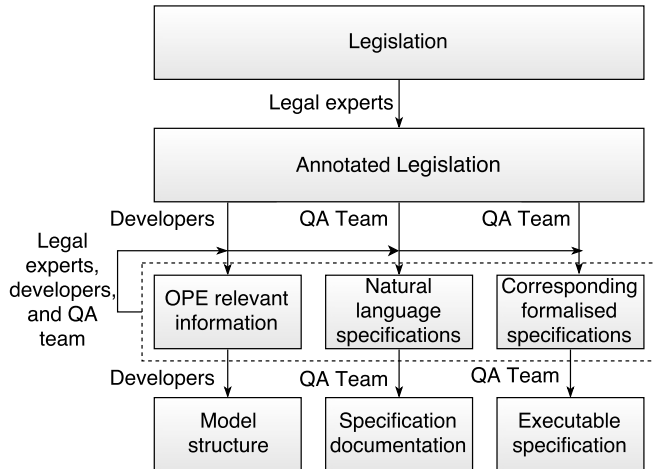 Legislation
Legal experts
Annotated Legislation
Developers
QA Team
QA Team
Legal
experts,
developers,
and QA
team
OPE relevant
information
Natural
language
specifications
Corresponding
formalised
specifications
Developers
QA Team
QA Team
Model
structure
Specification
documentation
Executable
specification